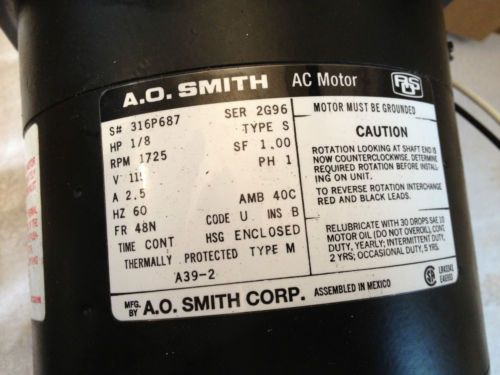 A.O. SMITH AC Motor
S# 316P687 SER 2G96
HP 1/8 TYPE S
RPM 1725 SF 1.00
V 115 PH 1
A 2.5
HZ 60 AMB 40C
FR 48N CODE U INS B
TIME CONT HSG ENCLOSED
THERMALLY PROTECTED TYPE M
A39-2
MFG. BY A.O. SMITH CORP. ASSEMBLED IN MEXICO
MOTOR MUST BE GROUNDED
CAUTION
ROTATION LOOKING AT SHAFT END IS
NOW COUNTERCLOCKWISE. DETERMINE
REQUIRED ROTATION BEFORE INSTALL-
ING ON UNIT.
TO REVERSE ROTATION INTERCHANGE
RED AND BLACK LEADS.
RELUBRICATE WITH 30 DROPS SAE 10
MOTOR OIL (DO NOT OVEROIL). CONT.
DUTY, YEARLY; INTERMITTENT DUTY,
2 YRS; OCCASIONAL DUTY, 5 YRS.